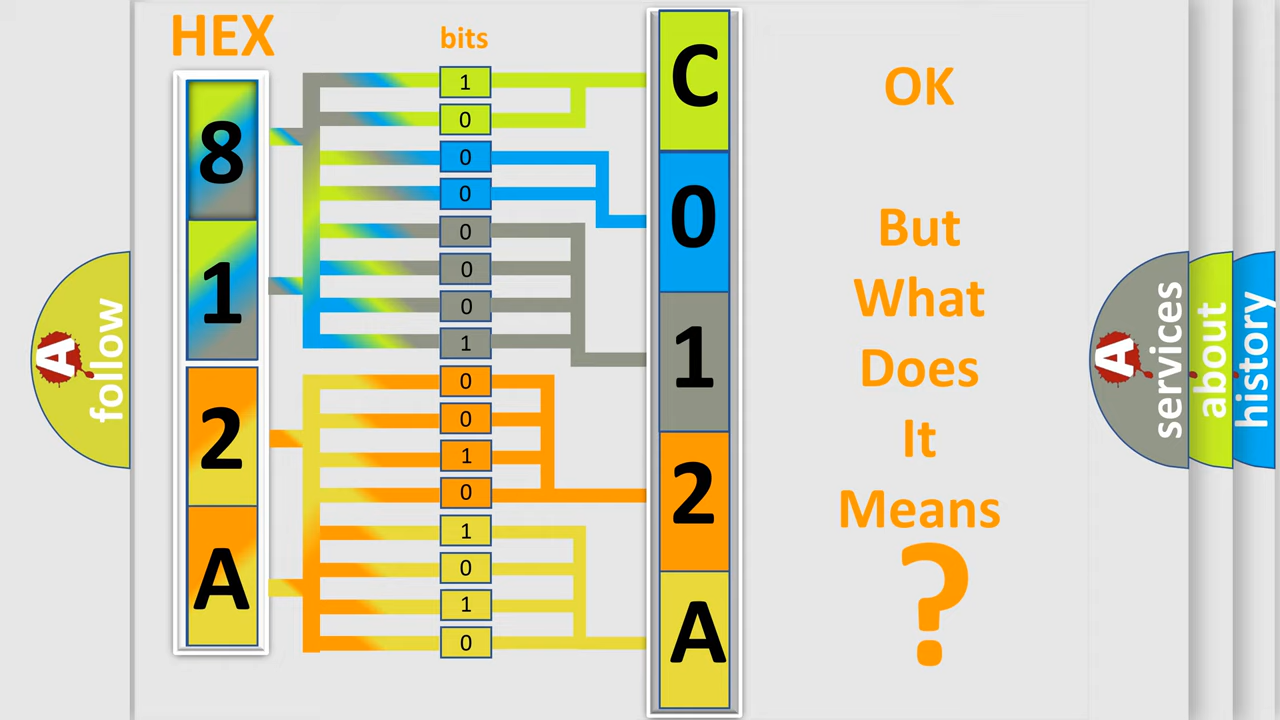 HEX
bits
8
1
2
A
1
0
0
0
0
0
0
1
0
0
1
0
1
0
1
0
C
0
1
2
A
OK
But
What
Does
It
Means
?
A
follow
A
services
about
history